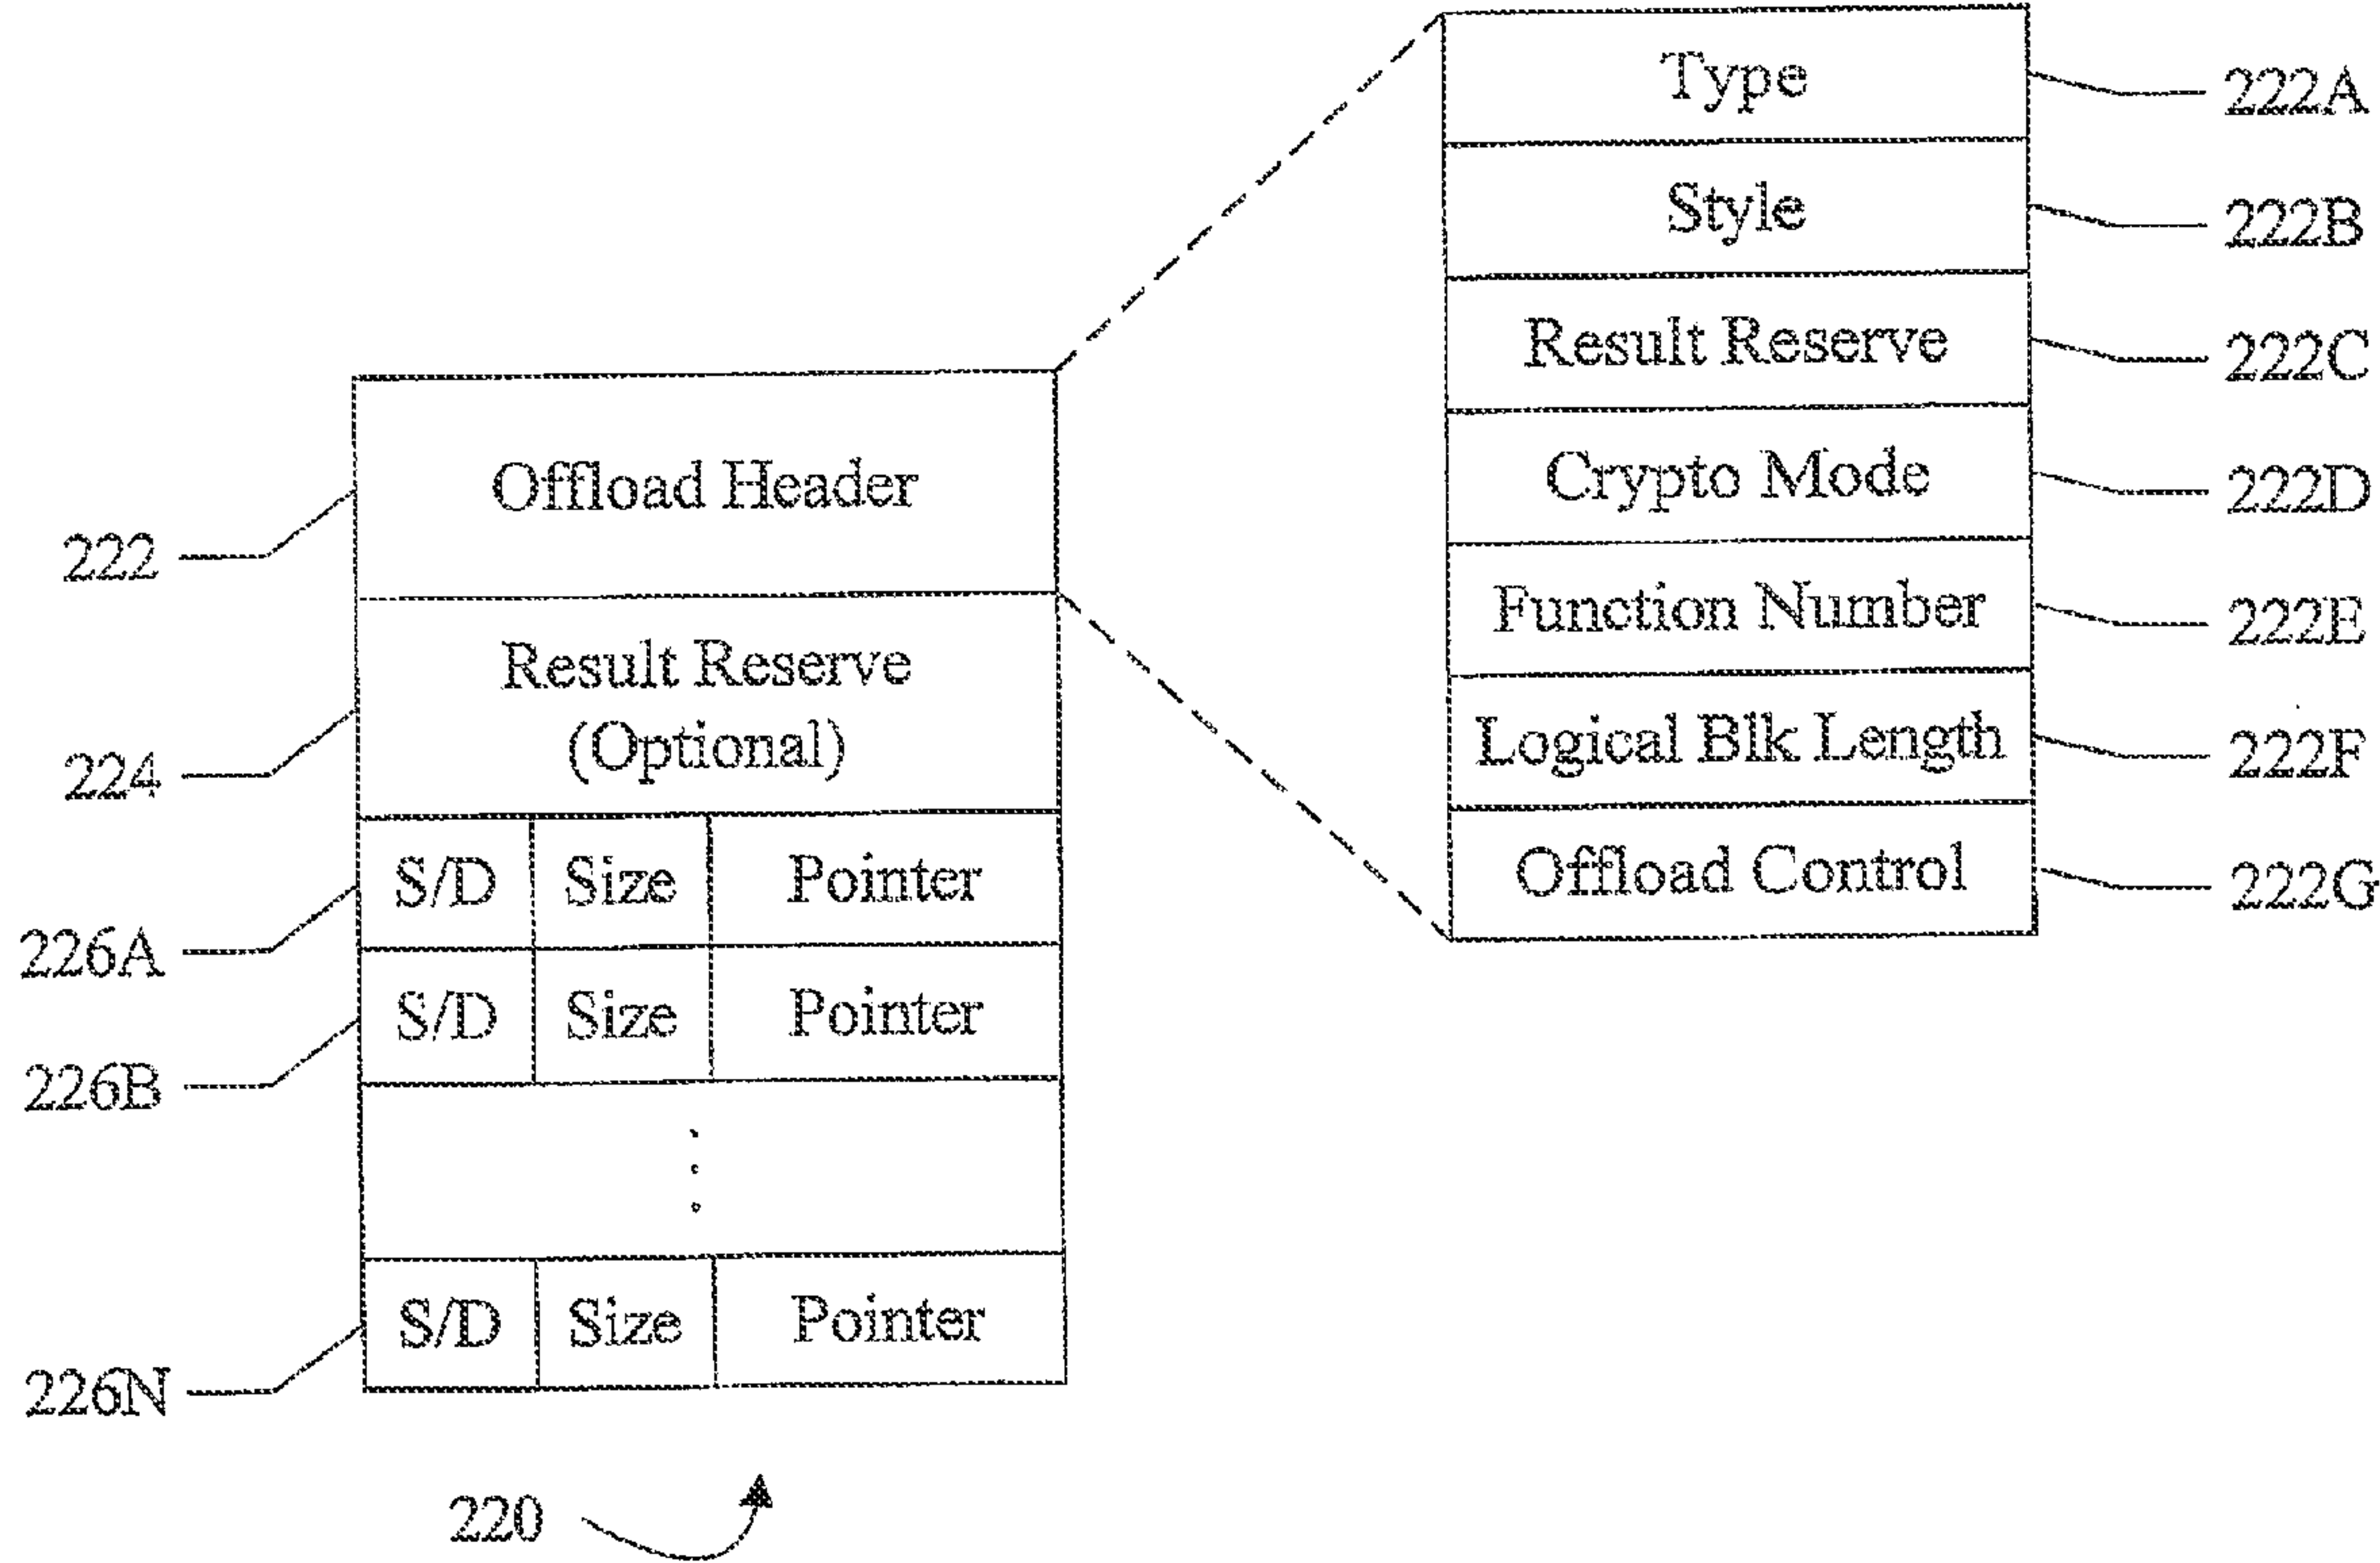 Type
222A
Style
222B
Result Reserve
222C
Crypto Mode
222D
Function Number
222E
Logical Blk Length
222F
Offload Control
222G
Offload Header
222
Result Reserve
(Optional)
224
S/D Size Pointer
226A
S/D Size Pointer
226B
S/D Size Pointer
226N
220